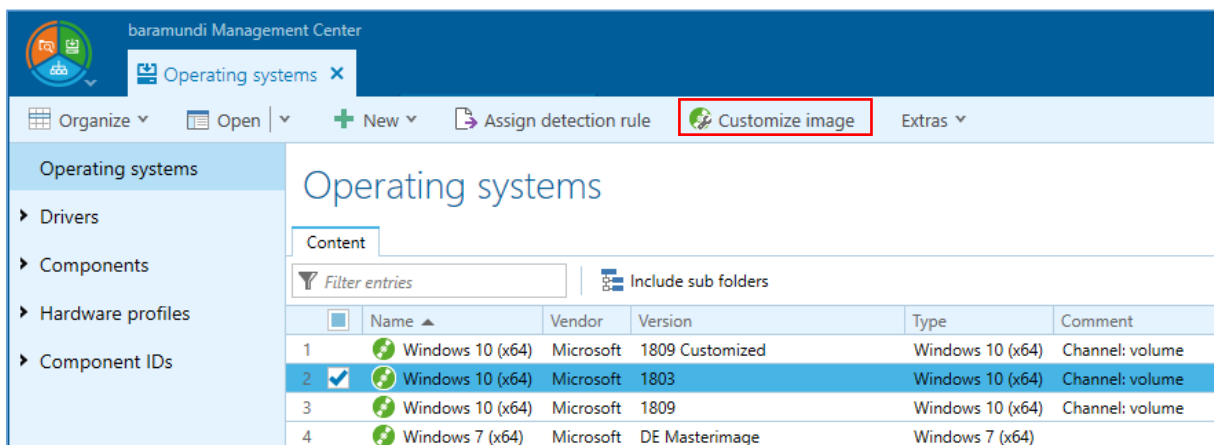 baramundi Management Center
Operating systems
Organize Open New Assign detection rule Customize image Extras
Operating systems
Drivers
Components
Hardware profiles
Component IDs
Operating systems
Content
Filter entries Include sub folders
Name Vendor Version Type Comment
1 Windows 10 (x64) Microsoft 1809 Customized Windows 10 (x64) Channel: volume
2 Windows 10 (x64) Microsoft 1803 Windows 10 (x64) Channel: volume
3 Windows 10 (x64) Microsoft 1809 Windows 10 (x64) Channel: volume
4 Windows 7 (x64) Microsoft DE Masterimage Windows 7 (x64)